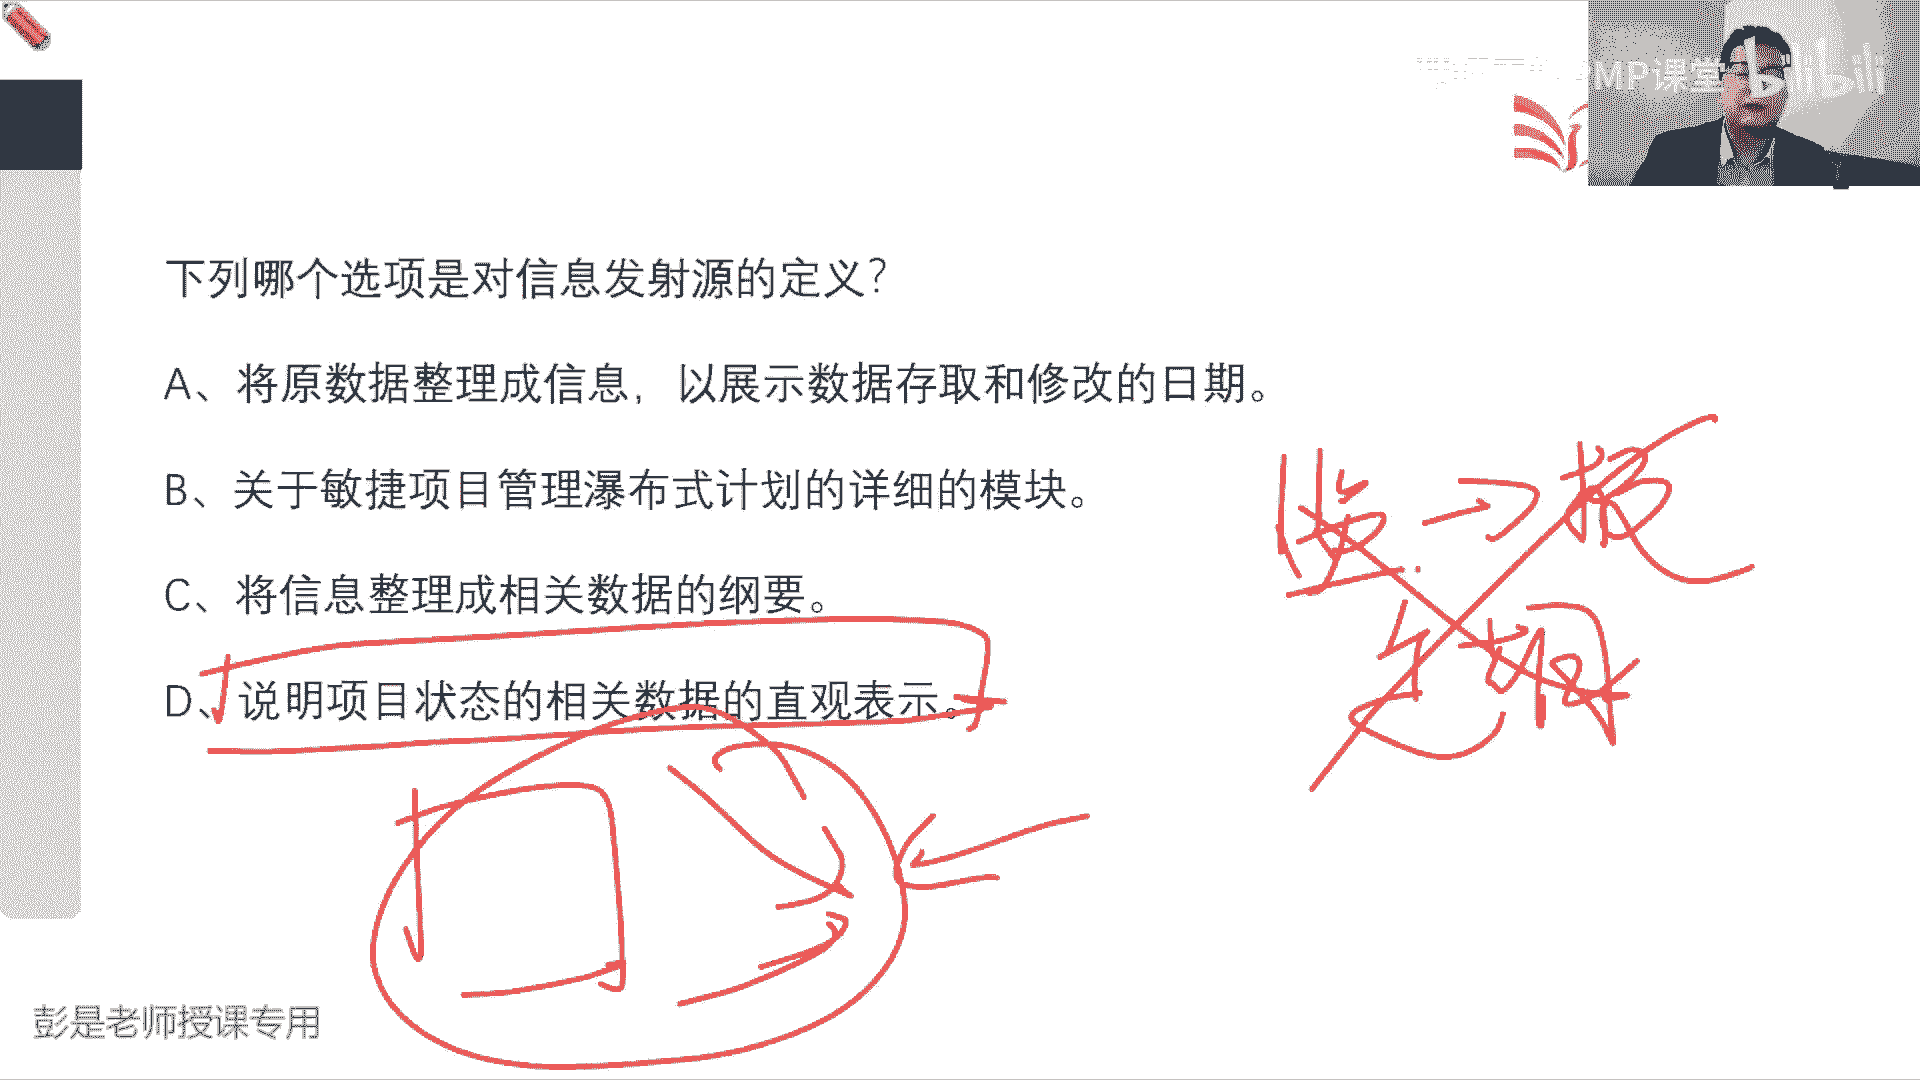 MP课堂
bilibili
下列哪个选项是对信息发射源的定义？
A、将原数据整理成信息，以展示数据存取和修改的日期。
B、关于敏捷项目管理瀑布式计划的详细的模块。
C、将信息整理成相关数据的纲要。
D、说明项目状态的相关数据的直观表示。
彭是老师授课专用